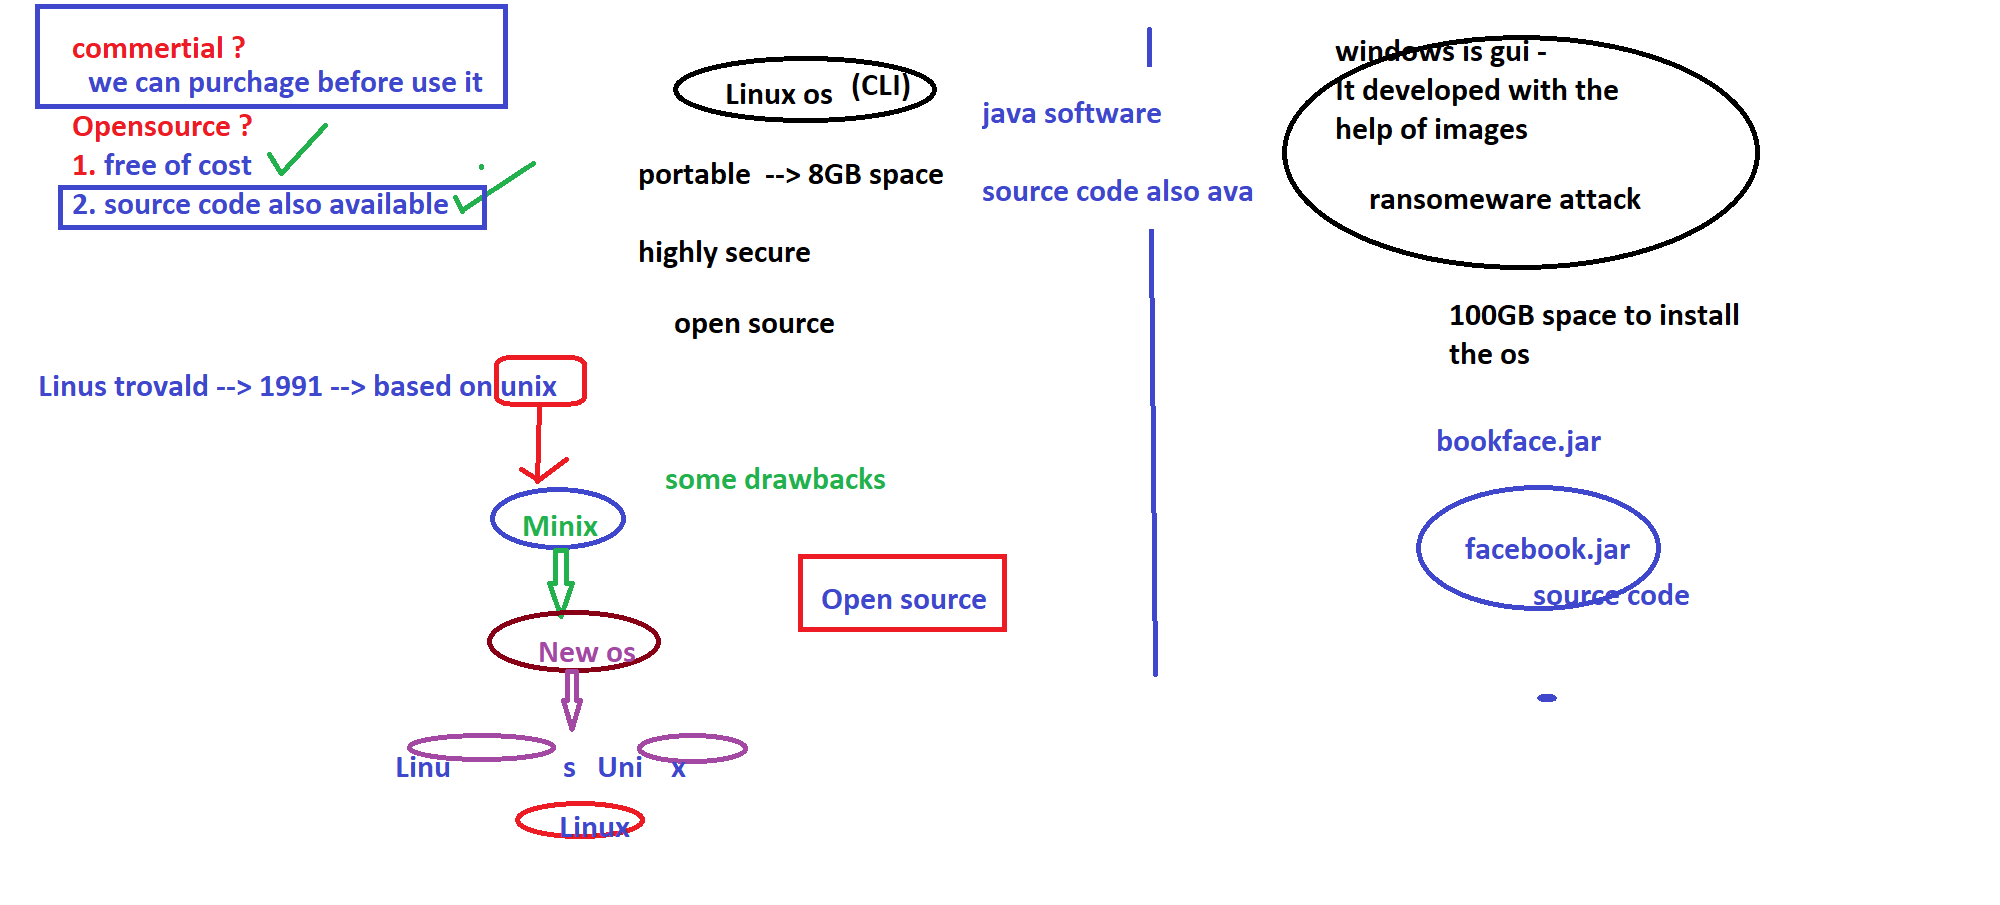 commertial ?
we can purchage before use it
Opensource ?
1. free of cost
2. source code also available
Linux os (CLI)
portable --> 8GB space
highly secure
open source
java software
source code also ava
windows is gui -
It developed with the
help of images
ransomeware attack
100GB space to install
the os
Linus trovald --> 1991 --> based on unix
some drawbacks
Minix
Open source
New os
Linu s Uni x
Linux
bookface.jar
facebook.jar
source code